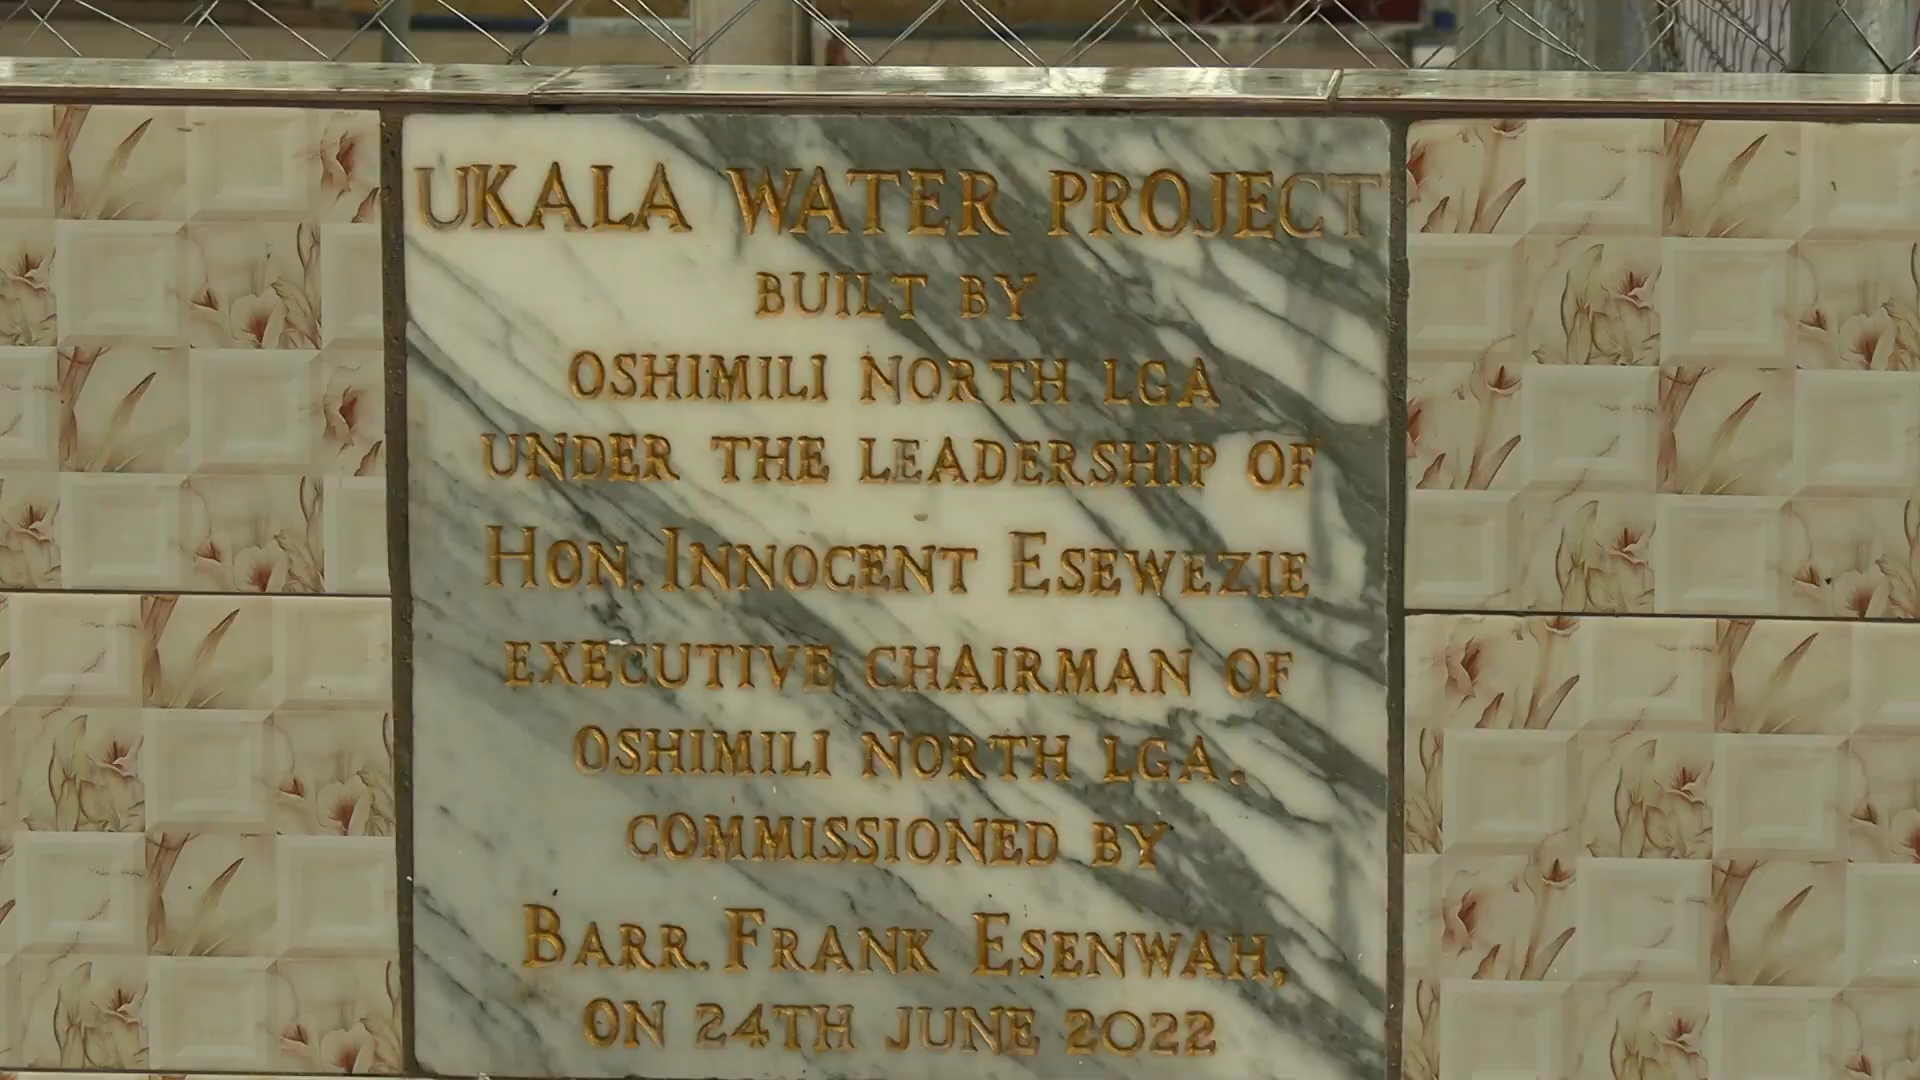 UKALA WATER PROJECT
BUILT BY
OSHIMILI NORTH LGA
UNDER THE LEADERSHIP OF
HON. INNOCENT ESEWEZIE
EXECUTIVE CHAIRMAN OF
OSHIMILI NORTH LGA.
COMMISSIONED BY
BARR. FRANK ESENWAH,
ON 24TH JUNE 2022